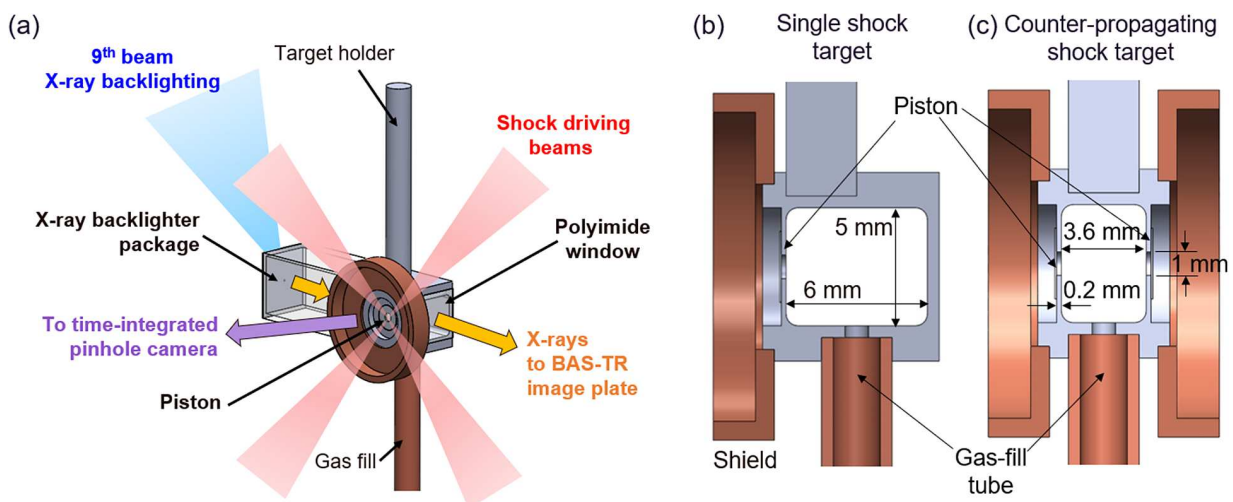 (a)
9th beam
X-ray backlighting
Target holder
Shock driving
beams
X-ray backlighter
package
Polyimide
window
To time-integrated
pinhole camera
X-rays
to BAS-TR
image plate
Piston
Gas fill
(b)
Single shock
target
(c)
Counter-propagating
shock target
Piston
5 mm
6 mm
3.6 mm
1 mm
0.2 mm
Shield
Gas-fill
tube